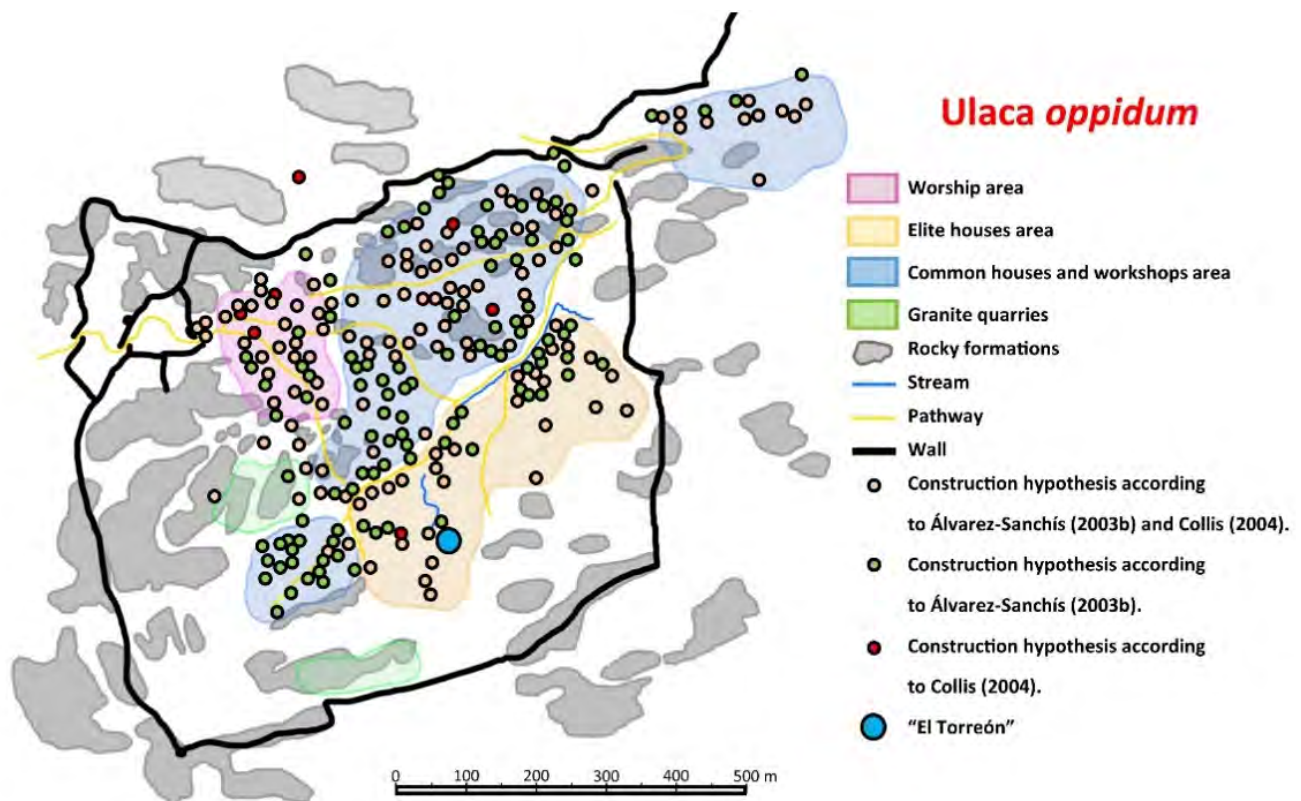 Ulaca oppidum
Worship area
Elite houses area
Common houses and workshops area
Granite quarries
Rocky formations
Stream
Pathway
Wall
Construction hypothesis according
to Álvarez-Sanchís (2003b) and Collis (2004).
Construction hypothesis according
to Álvarez-Sanchís (2003b).
Construction hypothesis according
to Collis (2004).
"El Torreón"
0 100 200 300 400 500 m